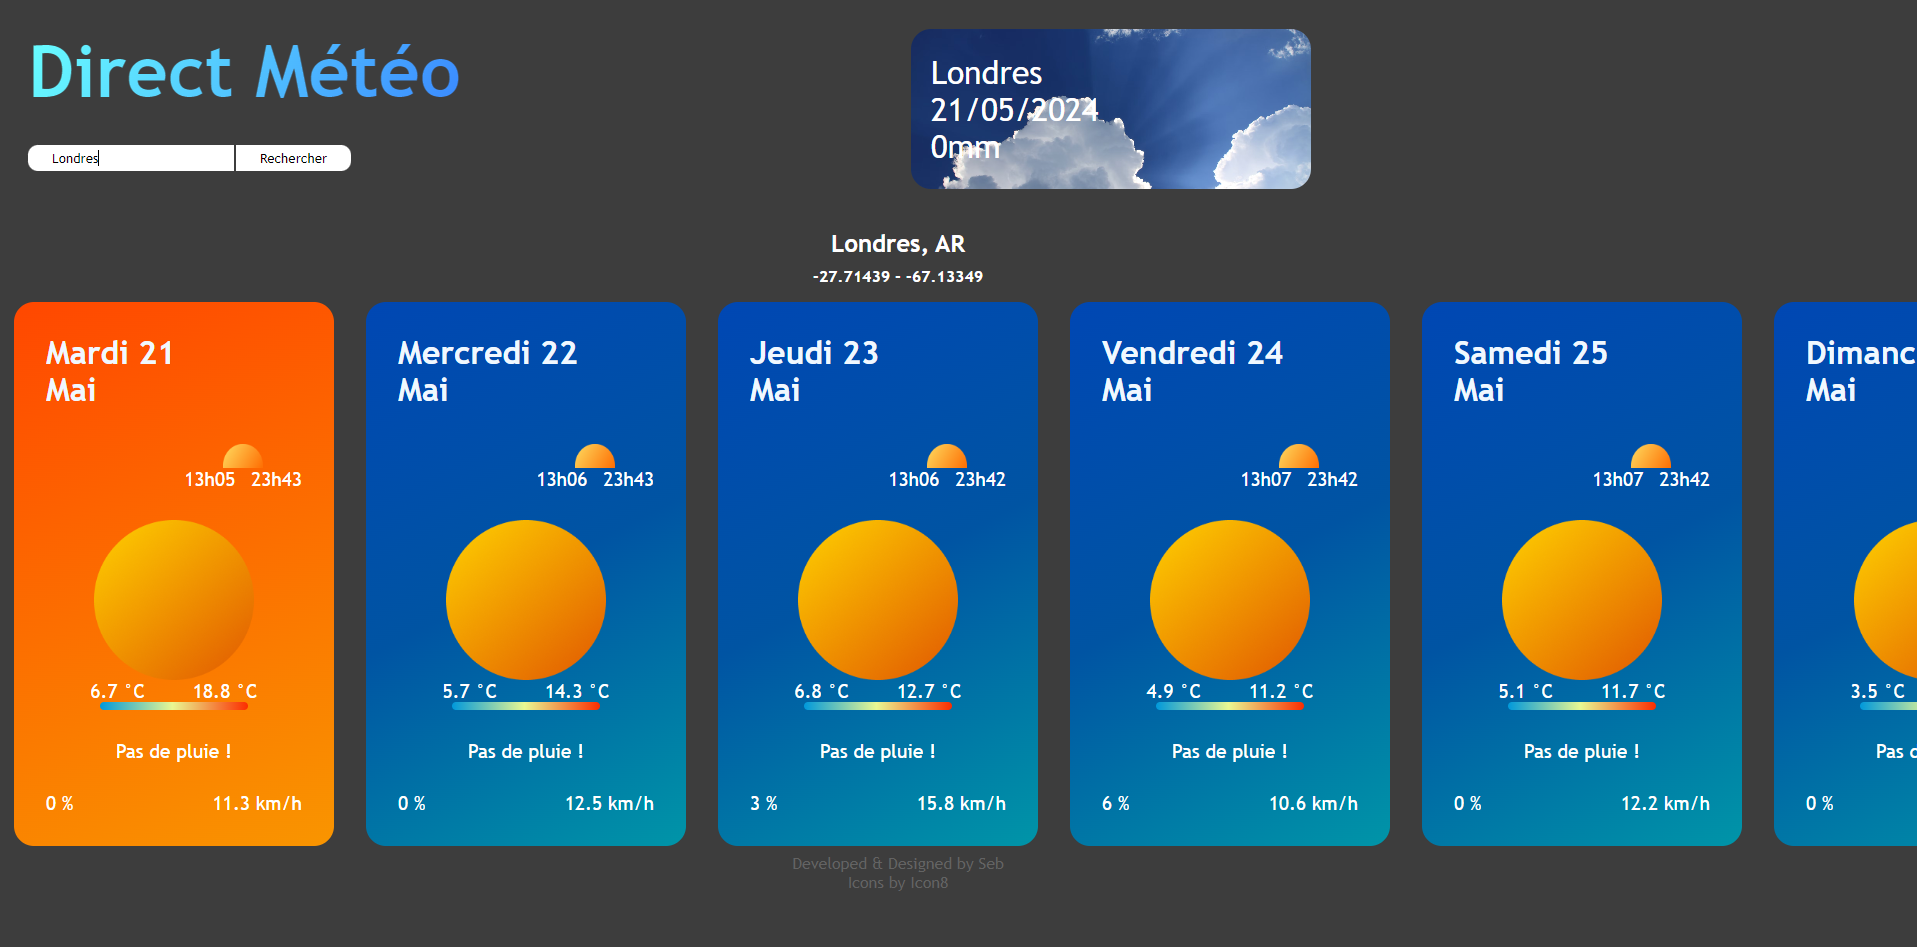 Direct Météo
Londres
Rechercher
Londres
21/05/2024
0mm
Londres, AR
-27.71439 - -67.13349
Mardi 21
Mai
13h05 23h43
6.7 °C 18.8 °C
Pas de pluie !
0 % 11.3 km/h
Mercredi 22
Mai
13h06 23h43
5.7 °C 14.3 °C
Pas de pluie !
0 % 12.5 km/h
Jeudi 23
Mai
13h06 23h42
6.8 °C 12.7 °C
Pas de pluie !
3 % 15.8 km/h
Vendredi 24
Mai
13h07 23h42
4.9 °C 11.2 °C
Pas de pluie !
6 % 10.6 km/h
Samedi 25
Mai
13h07 23h42
5.1 °C 11.7 °C
Pas de pluie !
0 % 12.2 km/h
Dimanc
Mai
3.5 °C
Pas d
0 %
Developed & Designed by Seb
Icons by Icon8